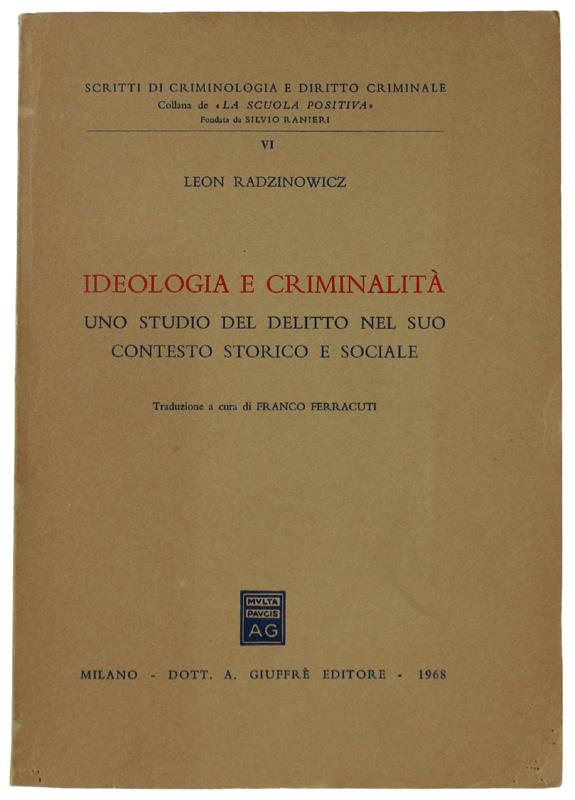 SCRITTI DI CRIMINOLOGIA E DIRITTO CRIMINALE
Collana de «LA SCUOLA POSITIVA»
Fondata da SILVIO RANIERI
VI
LEON RADZINOWICZ
IDEOLOGIA E CRIMINALITÀ
UNO STUDIO DEL DELITTO NEL SUO
CONTESTO STORICO E SOCIALE
Traduzione a cura di FRANCO FERRACUTI
MVLTA
PAVCIS
AG
MILANO - DOTT. A. GIUFFRÈ EDITORE - 1968